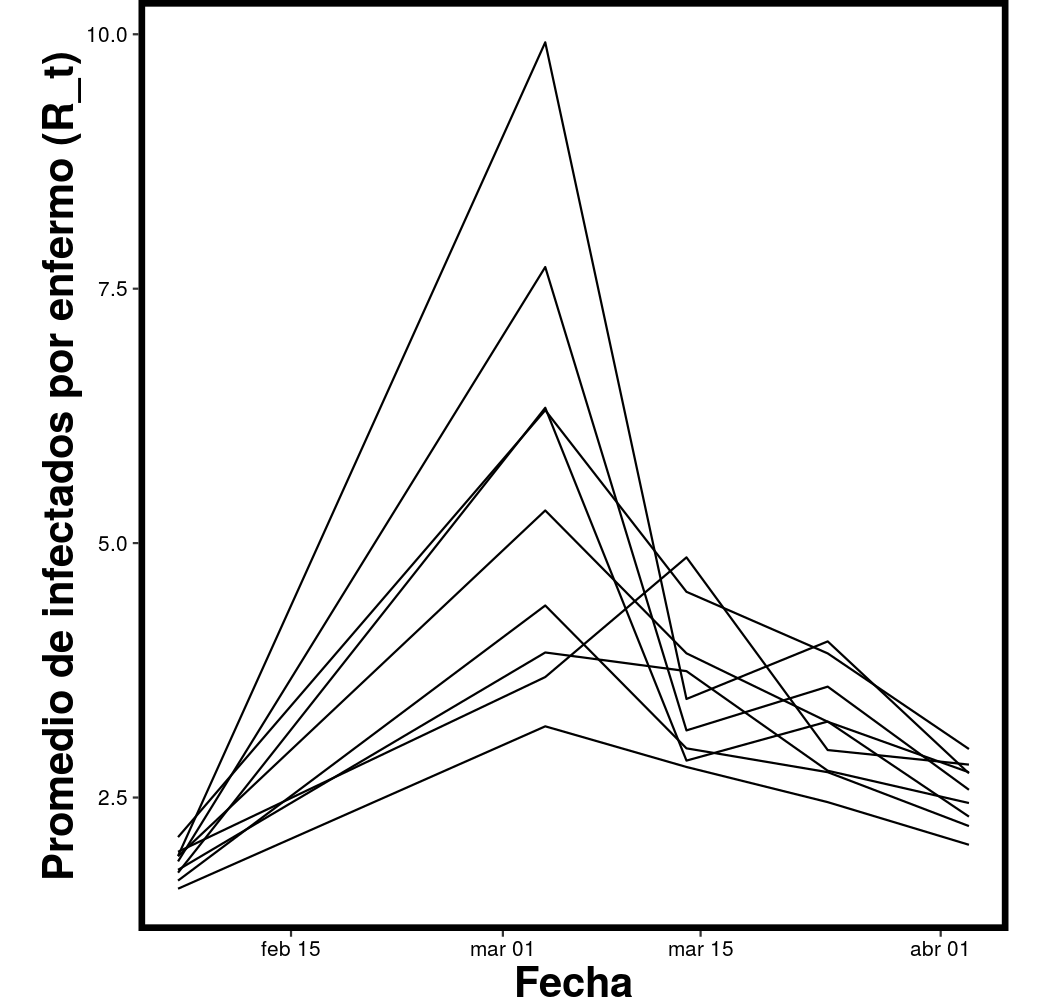 Promedio de infectados por enfermo (R_t)
10.0
7.5
5.0
2.5
feb 15
mar 01
mar 15
abr 01
Fecha